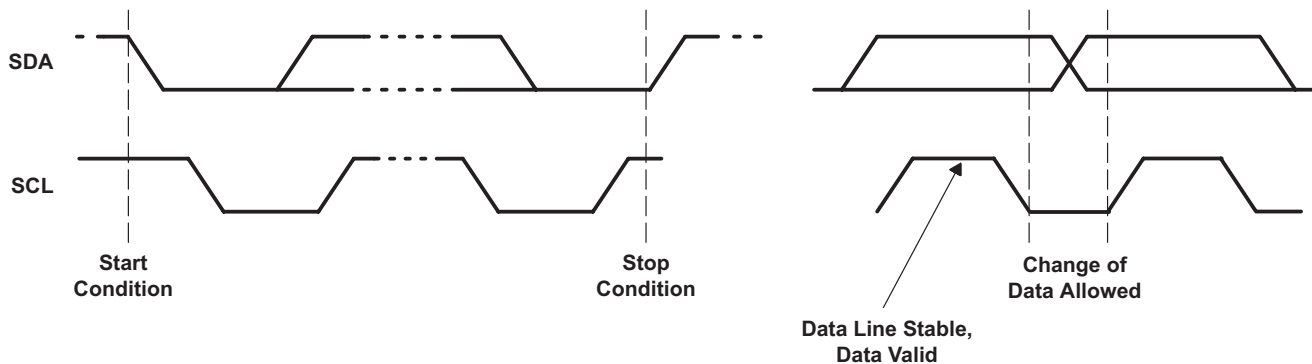 SDA
SCL
Start
Condition
Stop
Condition
Change of
Data Allowed
Data Line Stable,
Data Valid